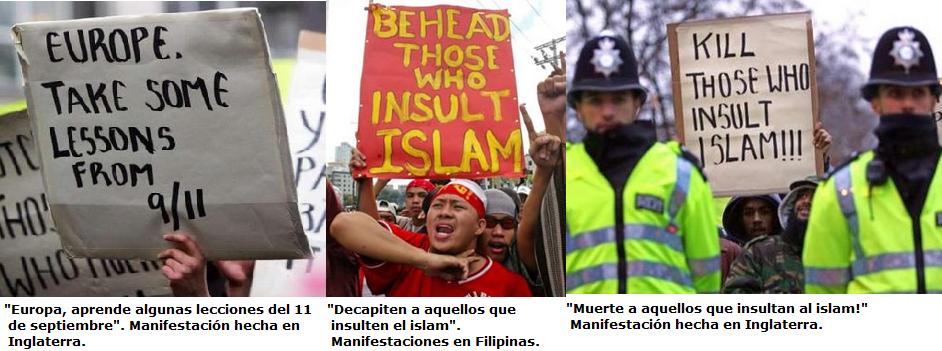 EUROPE.
TAKE SOME
LESSONS
FROM
9/11
BEHEAD
THOSE
WHO
INSULT
ISLAM
KILL
THOSE WHO
INSULT
ISLAM!!!
"Europa, aprende algunas lecciones del 11
de septiembre". Manifestación hecha en
Inglaterra.
"Decapiten a aquellos que
insulten el islam".
Manifestaciones en Filipinas.
"Muerte a aquellos que insultan al islam!"
Manifestación hecha en Inglaterra.